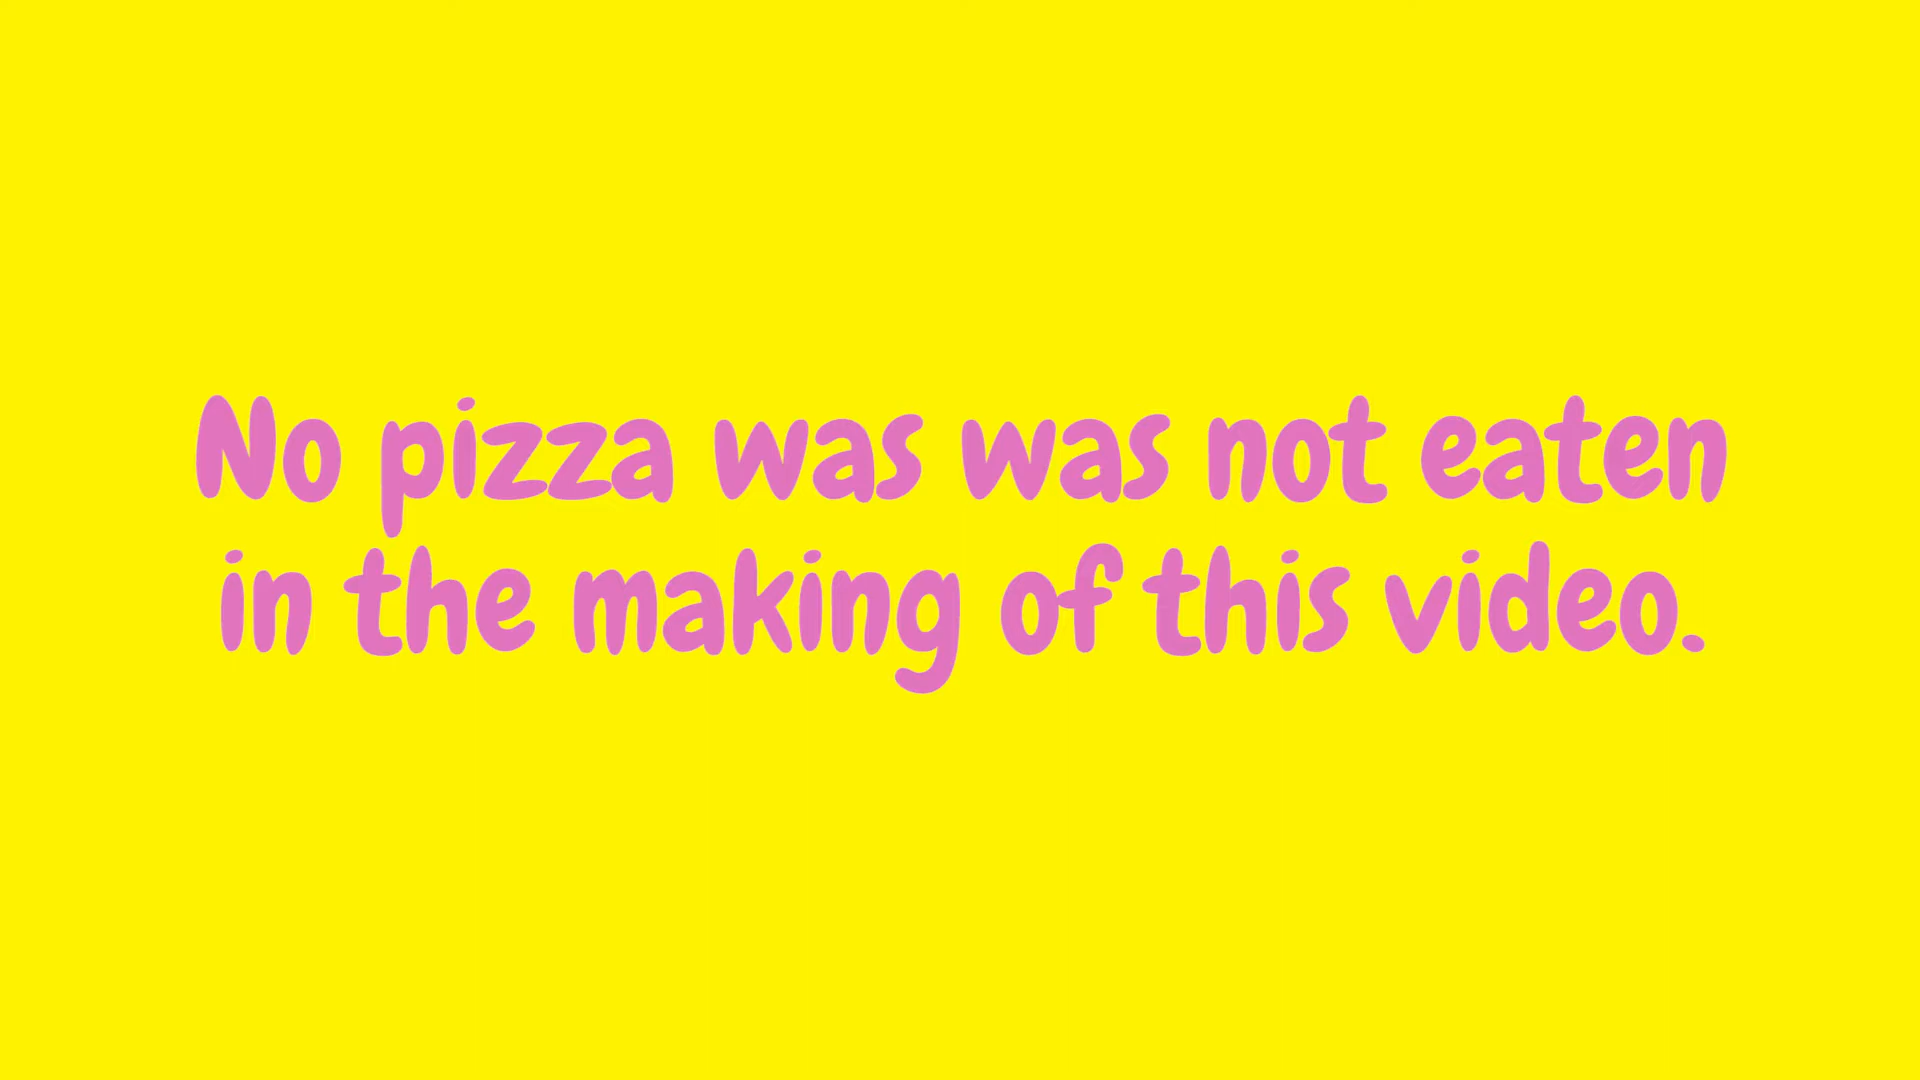 No pizza was was not eaten
in the making of this video.